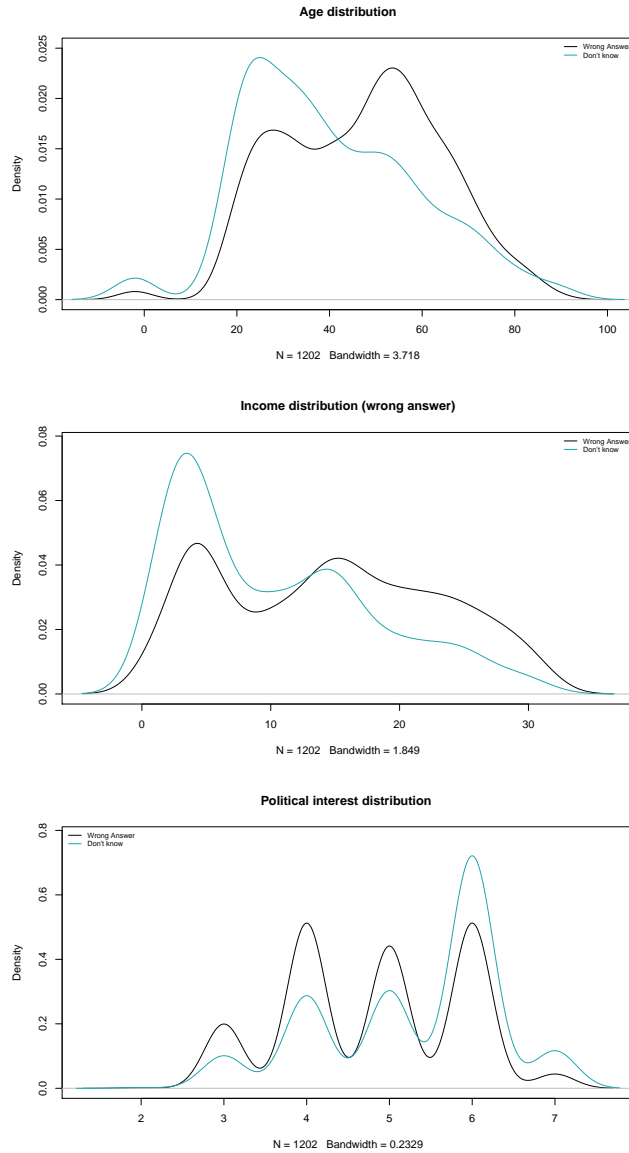 Age distribution
Wrong Answer
Don't know
Density
0.000 0.005 0.010 0.015 0.020 0.025
0 20 40 60 80 100
N = 1202 Bandwidth = 3.718
Income distribution (wrong answer)
Wrong Answer
Don't know
Density
0.00 0.02 0.04 0.06 0.08
0 10 20 30
N = 1202 Bandwidth = 1.849
Political interest distribution
Wrong Answer
Don't know
Density
0.0 0.2 0.4 0.6 0.8
2 3 4 5 6 7
N = 1202 Bandwidth = 0.2329